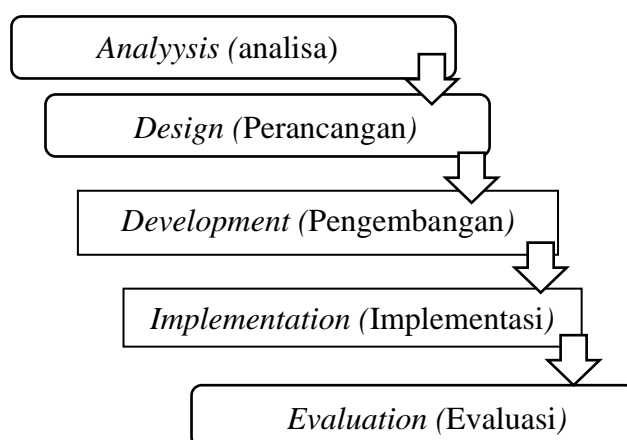 Analyysis (analisa)
Design (Perancangan)
Development (Pengembangan)
Implementation (Implementasi)
Evaluation (Evaluasi)